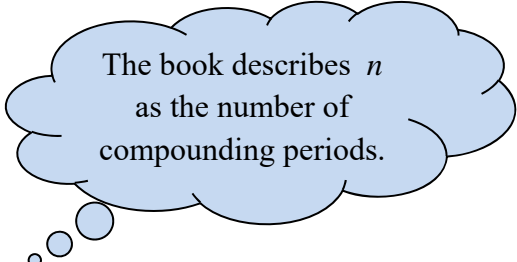 The book describes n
as the number of
compounding periods.